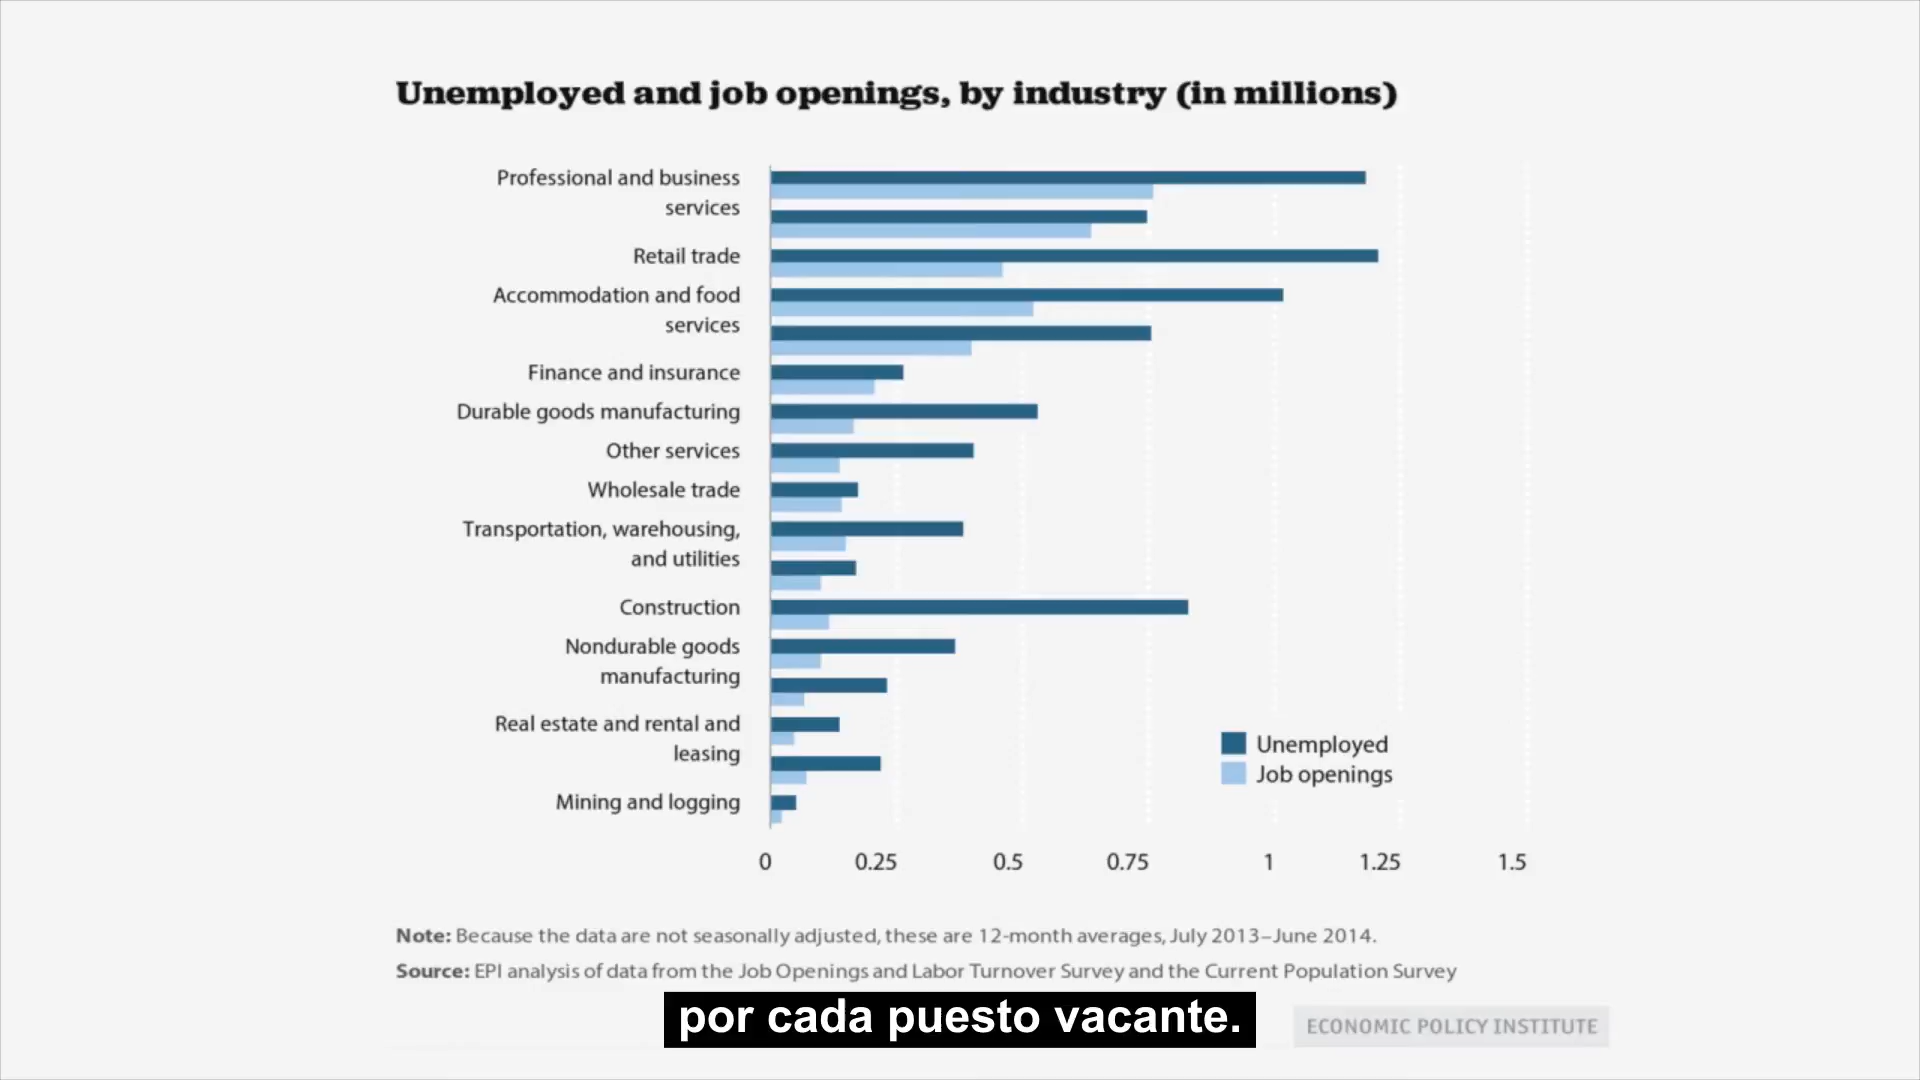 Unemployed and job openings, by industry (in millions)
Professional and business
services
Retail trade
Accommodation and food
services
Finance and insurance
Durable goods manufacturing
Other services
Wholesale trade
Transportation, warehousing,
and utilities
Construction
Nondurable goods
manufacturing
Real estate and rental and
leasing
Mining and logging
Unemployed
Job openings
0 0.25 0.5 0.75 1 1.25 1.5
Note: Because the data are not seasonally adjusted, these are 12-month averages, July 2013–June 2014.
Source: EPI analysis of data from the Job Openings and Labor Turnover Survey and the Current Population Survey
por cada puesto vacante.
ECONOMIC POLICY INSTITUTE